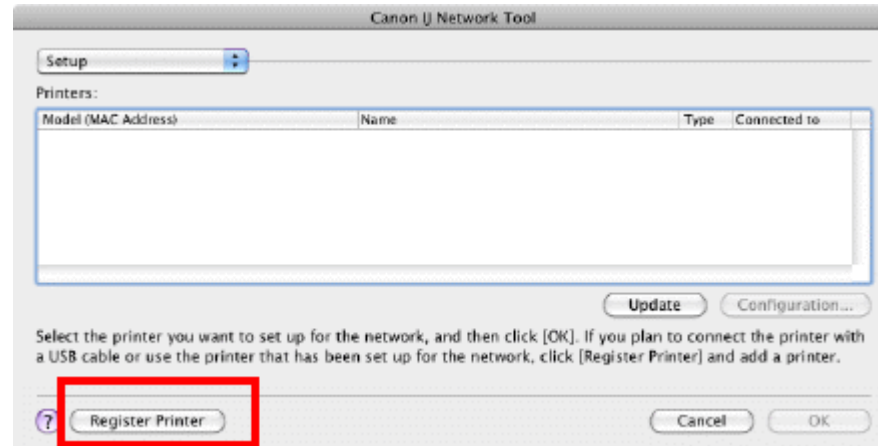 Canon IJ Network Tool
Setup
Printers:
Model (MAC Address) Name Type Connected to
Update Configuration...
Select the printer you want to set up for the network, and then click [OK]. If you plan to connect the printer with
a USB cable or use the printer that has been set up for the network, click [Register Printer] and add a printer.
? Register Printer Cancel OK